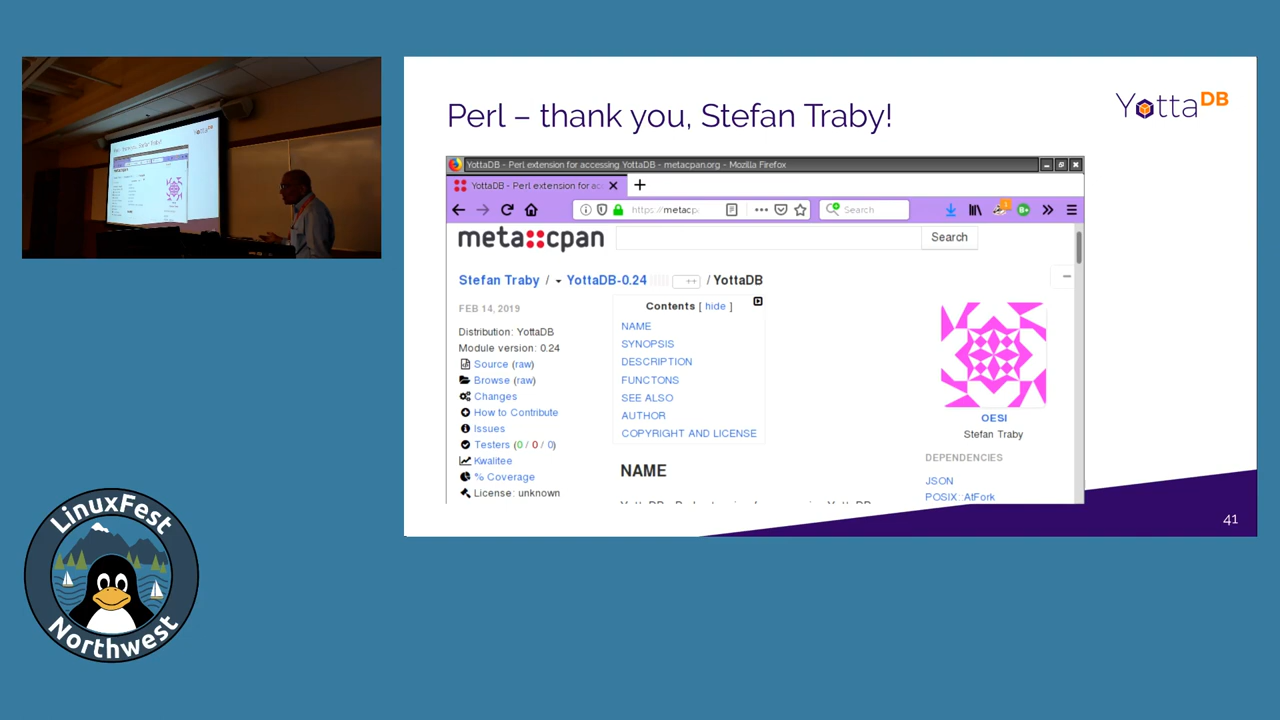 Perl – thank you, Stefan Traby!
YottaDB
YottaDB - Perl extension for accessing YottaDB - metacpan.org - Mozilla Firefox
YottaDB - Perl extension for ac
https://metacp
Search
meta::cpan
Search
Stefan Traby / YottaDB-0.24 ++ / YottaDB
FEB 14, 2019
Distribution: YottaDB
Module version: 0.24
Source (raw)
Browse (raw)
Changes
How to Contribute
Issues
Testers (0 / 0 / 0)
Kwalitee
% Coverage
License: unknown
Contents [ hide ]
NAME
SYNOPSIS
DESCRIPTION
FUNCTONS
SEE ALSO
AUTHOR
COPYRIGHT AND LICENSE
NAME
OESI
Stefan Traby
DEPENDENCIES
JSON
POSIX::AtFork
41
LinuxFest
Northwest